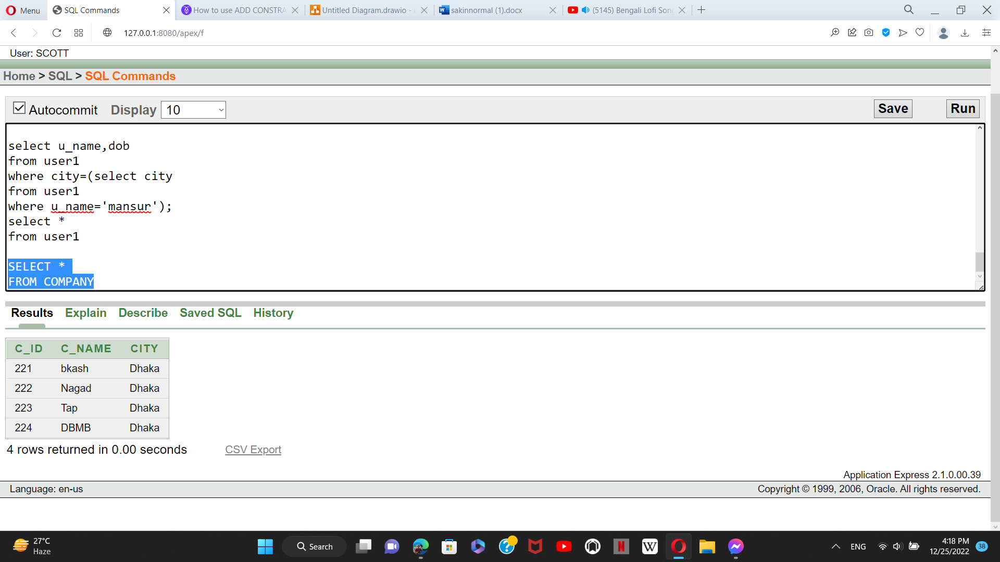 Menu
SQL Commands
How to use ADD CONSTRA
Untitled Diagram.drawio -
sakinnormal (1).docx
(5145) Bengali Lofi Son
127.0.0.1:8080/apex/f
User: SCOTT
Home > SQL > SQL Commands
Autocommit Display 10 Save Run
select u_name,dob
from user1
where city=(select city
from user1
where u_name='mansur');
select *
from user1
SELECT *
FROM COMPANY
Results Explain Describe Saved SQL History
C_ID C_NAME CITY
221 bkash Dhaka
222 Nagad Dhaka
223 Tap Dhaka
224 DBMB Dhaka
4 rows returned in 0.00 seconds CSV Export
Application Express 2.1.0.00.39
Language: en-us Copyright © 1999, 2006, Oracle. All rights reserved.
27°C
Haze
Search
ENG
4:18 PM
12/25/2022
38